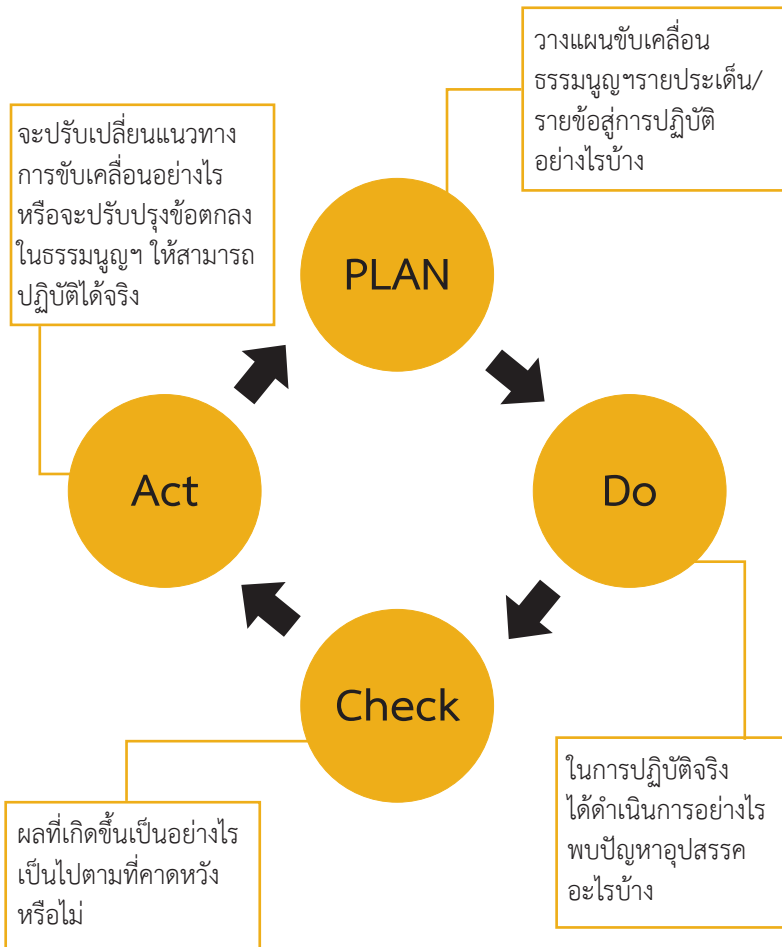 วางแผนขับเคลื่อน
ธรรมนูญฯรายประเด็น/
รายข้อสู่การปฏิบัติ
อย่างไรบ้าง
จะปรับเปลี่ยนแนวทาง
การขับเคลื่อนอย่างไร
หรือจะปรับปรุงข้อตกลง
ในธรรมนูญฯ ให้สามารถ
ปฏิบัติได้จริง
PLAN
Act
Do
Check
ในการปฏิบัติจริง
ได้ดำเนินการอย่างไร
พบปัญหาอุปสรรค
อะไรบ้าง
ผลที่เกิดขึ้นเป็นอย่างไร
เป็นไปตามที่คาดหวัง
หรือไม่